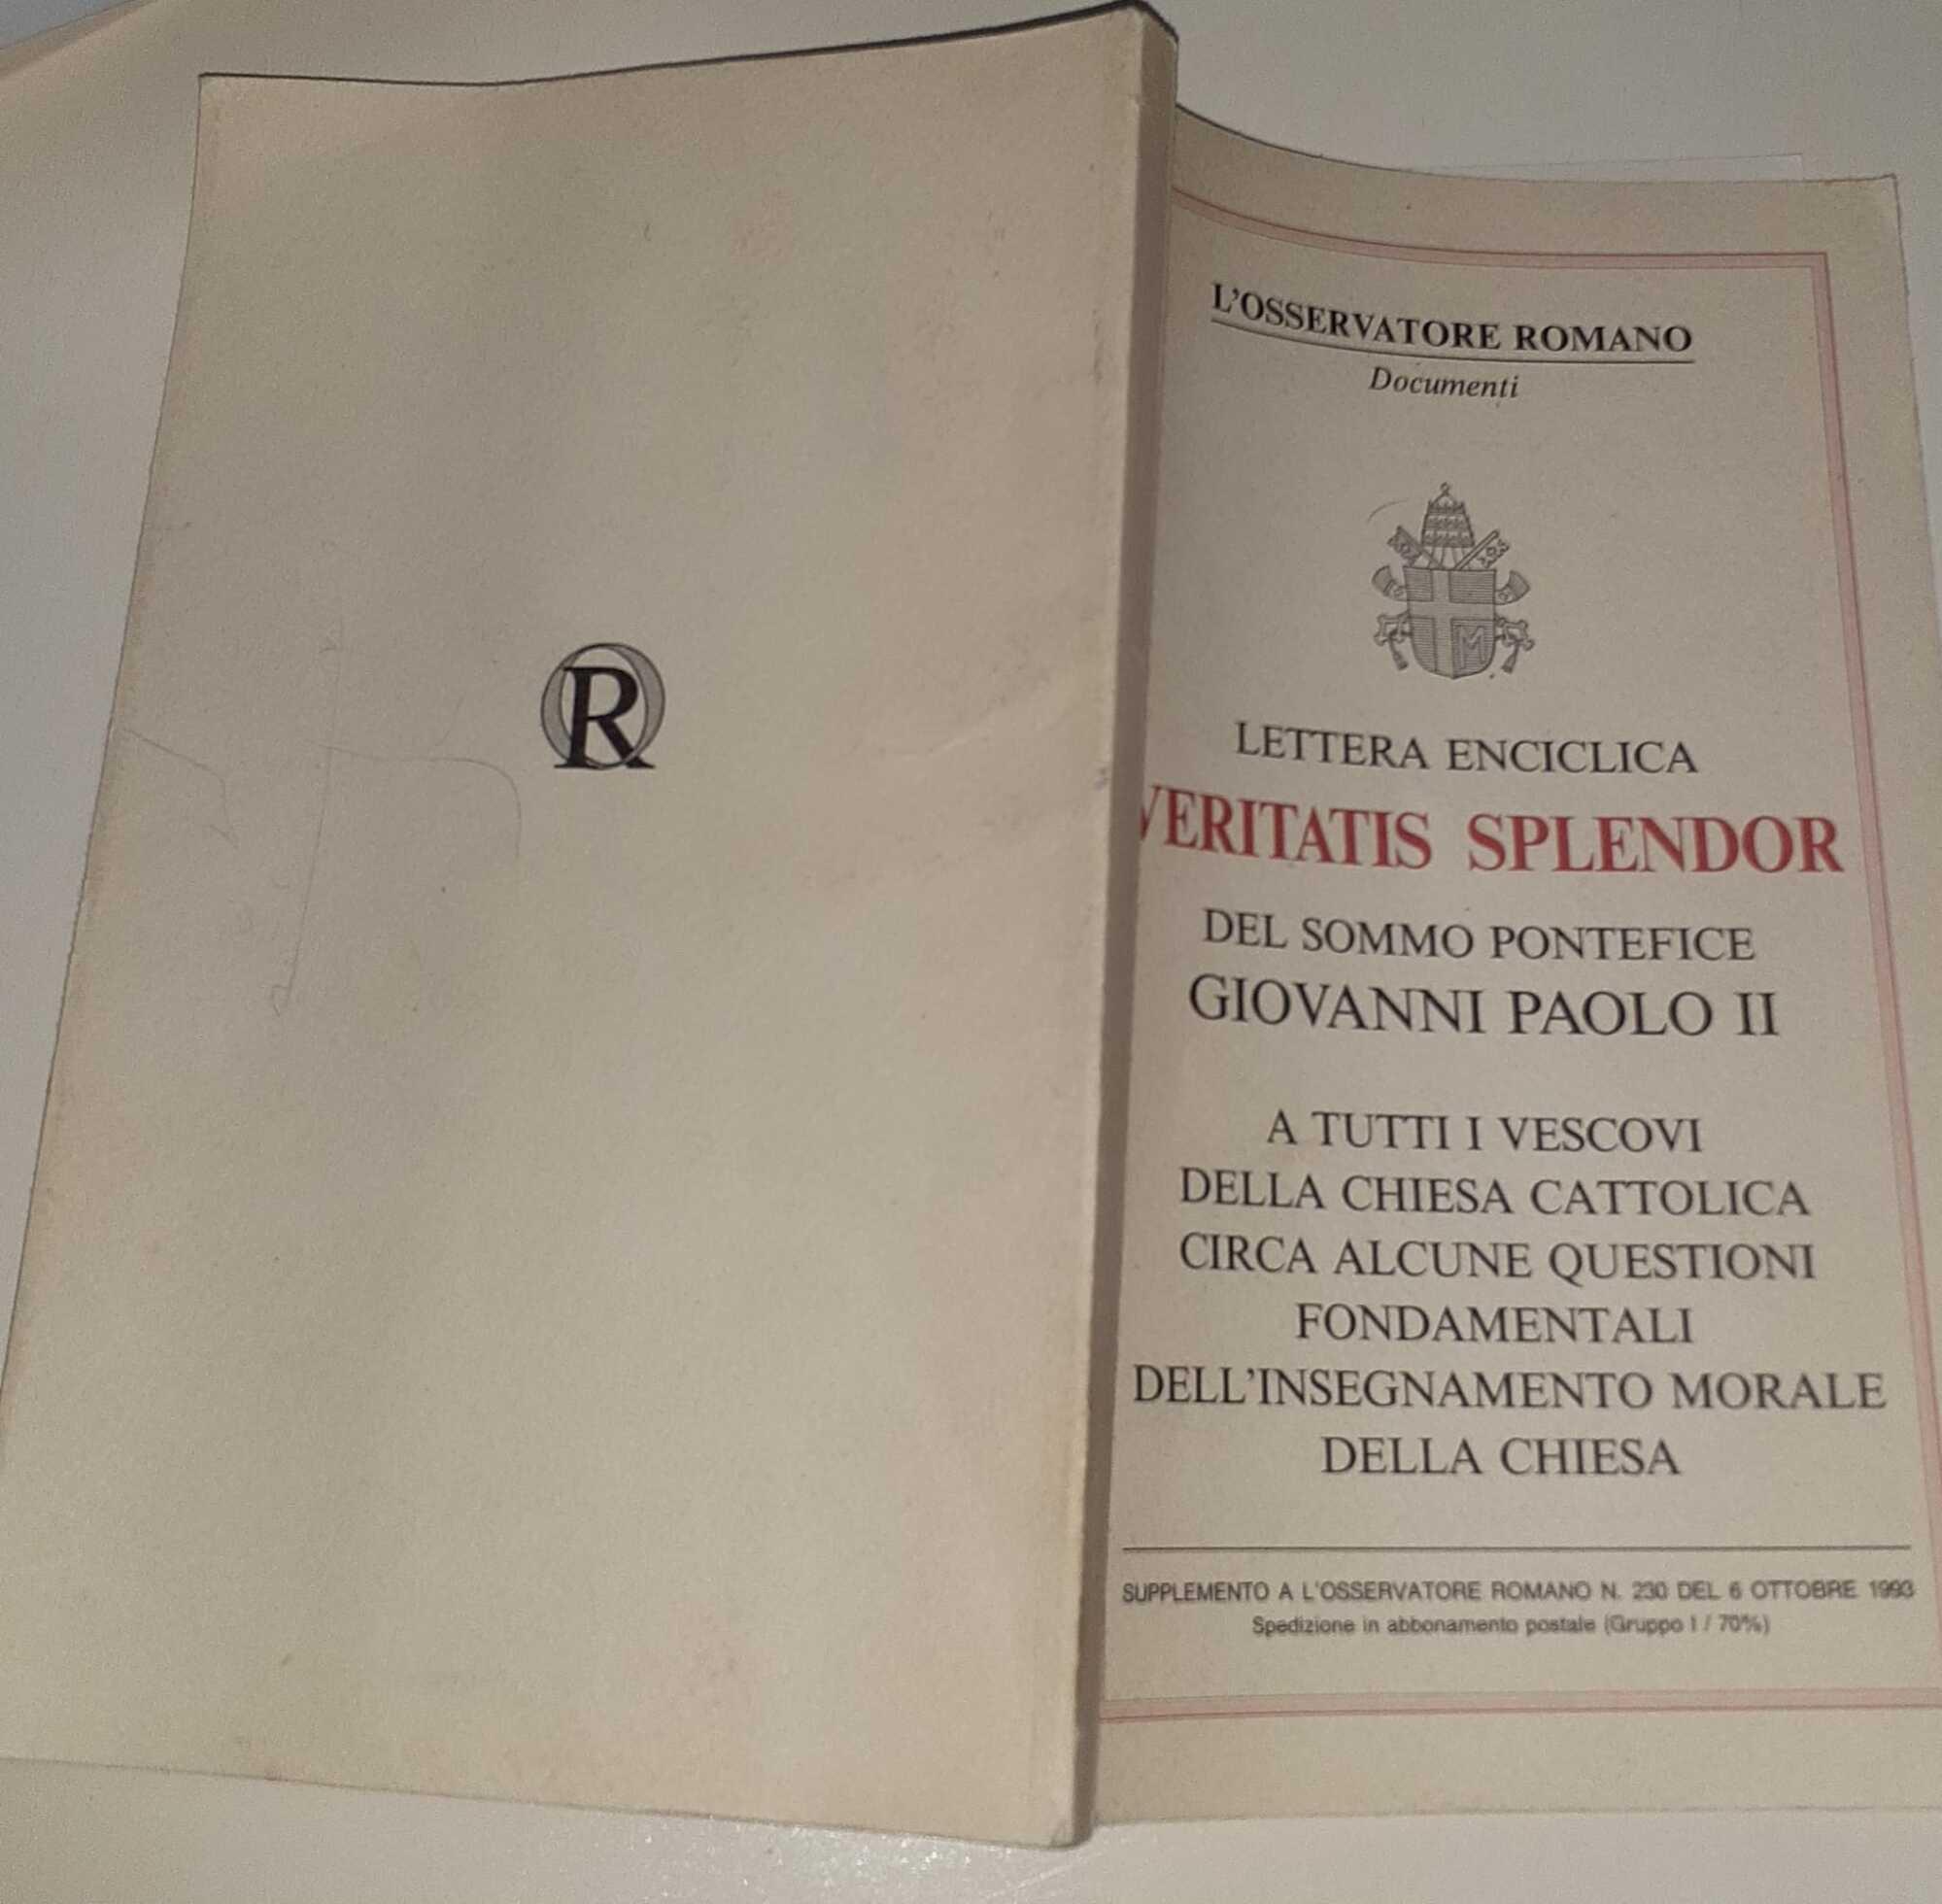 OR
L'OSSERVATORE ROMANO
Documenti
M
LETTERA ENCICLICA
VERITATIS SPLENDOR
DEL SOMMO PONTEFICE
GIOVANNI PAOLO II
A TUTTI I VESCOVI
DELLA CHIESA CATTOLICA
CIRCA ALCUNE QUESTIONI
FONDAMENTALI
DELL'INSEGNAMENTO MORALE
DELLA CHIESA
SUPPLEMENTO A L'OSSERVATORE ROMANO N. 230 DEL 6 OTTOBRE 1993
Spedizione in abbonamento postale (Gruppo I / 70%)